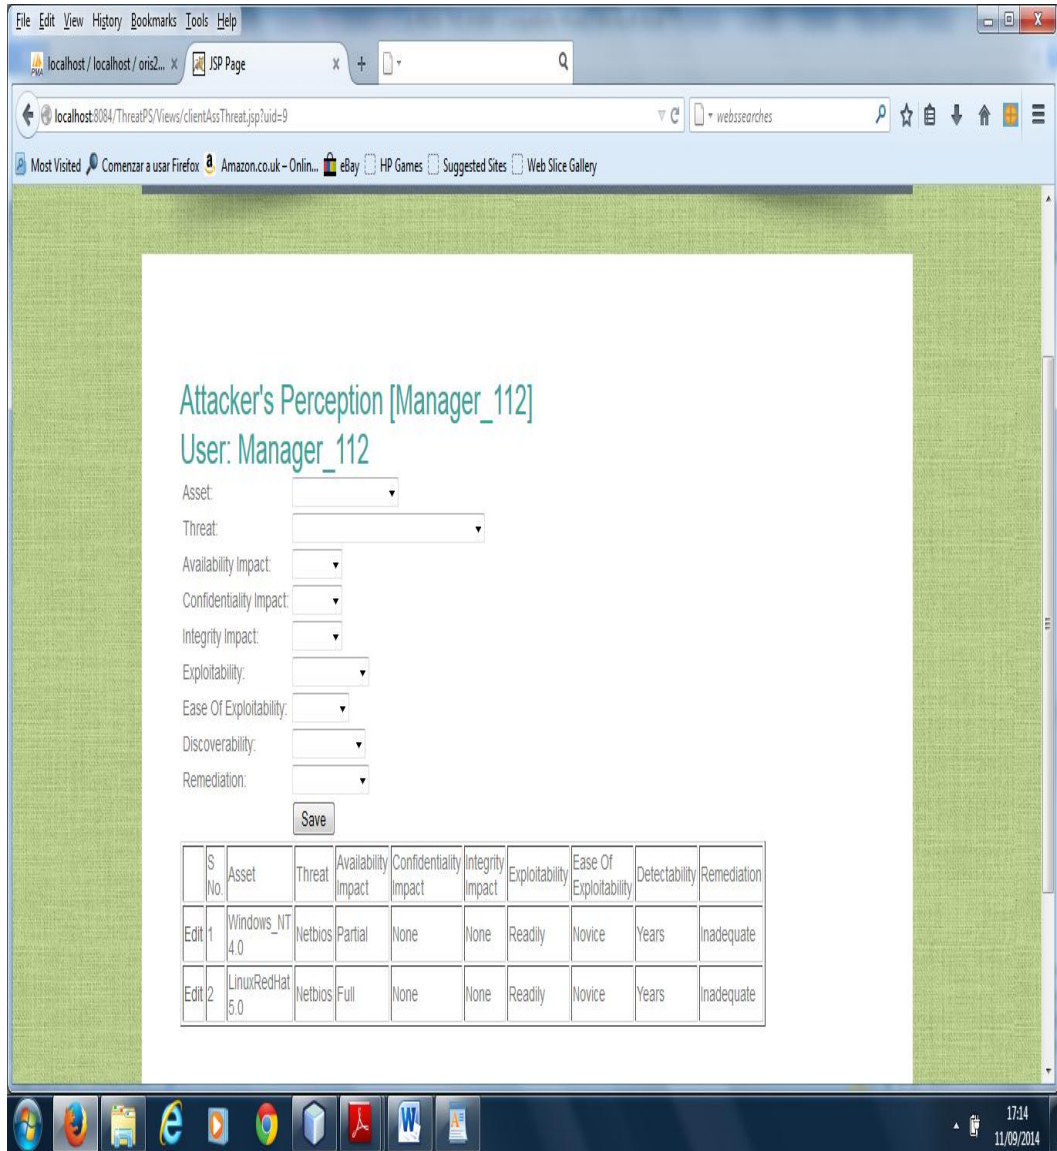 File Edit View History Bookmarks Tools Help
PMA localhost / localhost / oris2... × JSP Page × +
localhost:8084/ThreatPS/Views/clientAssThreat.jsp?uid=9 webssearches
Most Visited Comenzar a usar Firefox Amazon.co.uk – Onlin... eBay HP Games Suggested Sites Web Slice Gallery
Attacker's Perception [Manager_112]
User: Manager_112
Asset:
Threat:
Availability Impact:
Confidentiality Impact:
Integrity Impact:
Exploitability:
Ease Of Exploitability:
Discoverability:
Remediation:
Save
S No. Asset Threat Availability Impact Confidentiality Impact Integrity Impact Exploitability Ease Of Exploitability Detectability Remediation
Edit 1 Windows_NT 4.0 Netbios Partial None None Readily Novice Years Inadequate
Edit 2 LinuxRedHat 5.0 Netbios Full None None Readily Novice Years Inadequate
17:14
11/09/2014